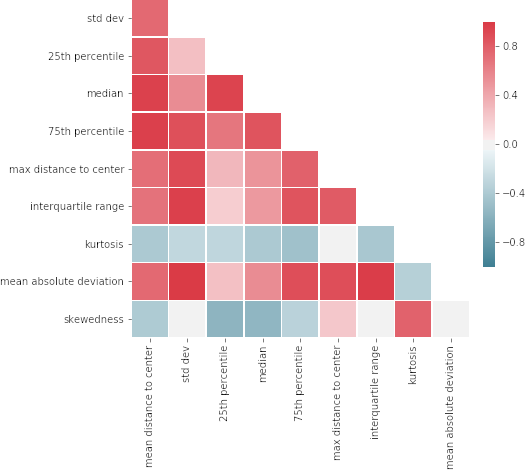 std dev
25th percentile
median
75th percentile
max distance to center
interquartile range
kurtosis
mean absolute deviation
skewedness
0.8
0.4
0.0
−0.4
−0.8
mean distance to center
std dev
25th percentile
median
75th percentile
max distance to center
interquartile range
kurtosis
mean absolute deviation